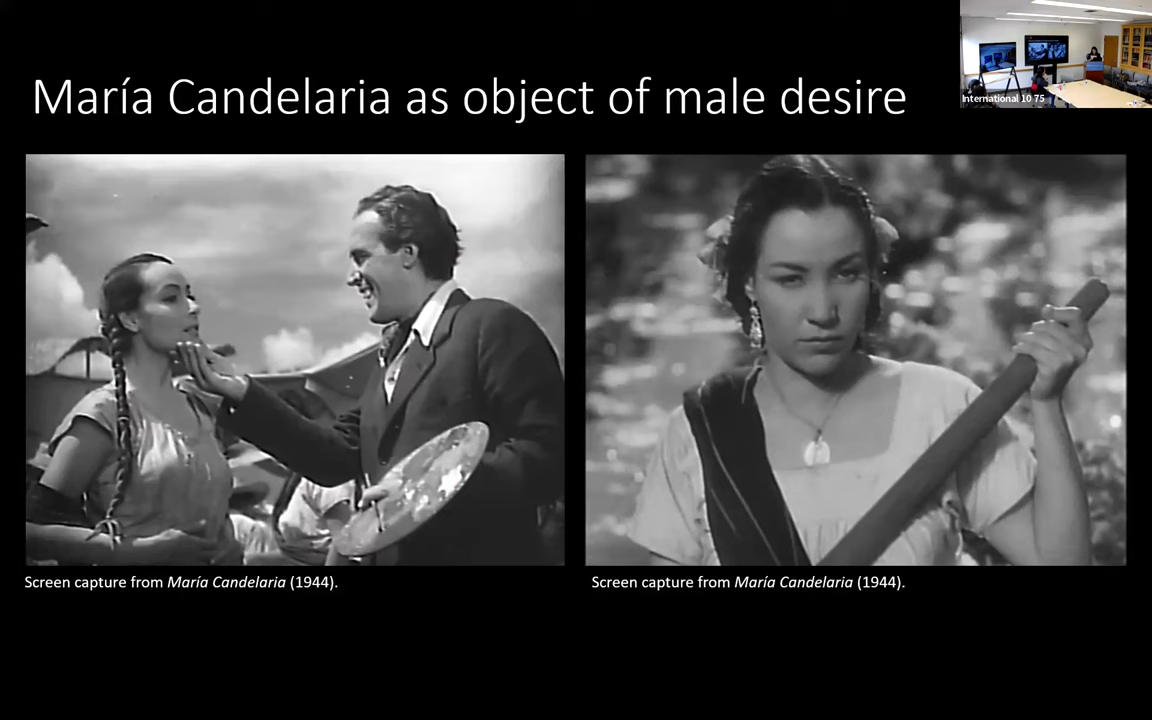 María Candelaria as object of male desire
International 10 75
Screen capture from María Candelaria (1944).
Screen capture from María Candelaria (1944).